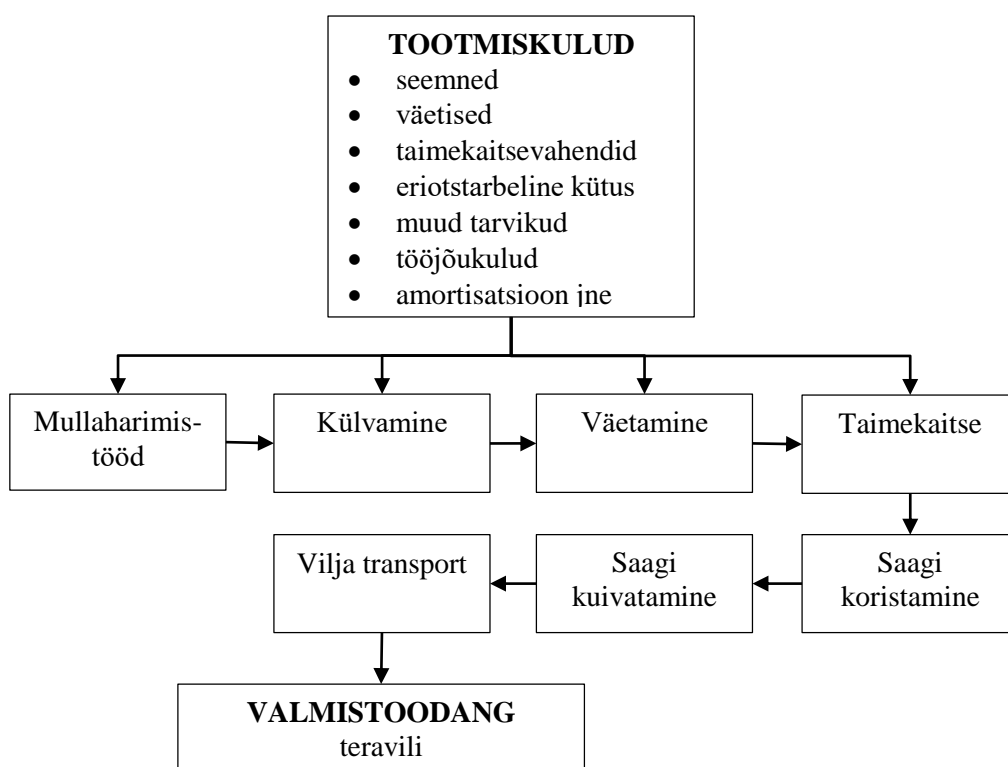 TOOTMISKULUD
• seemned
• väetised
• taimekaitsevahendid
• eriotstarbeline kütus
• muud tarvikud
• tööjõukulud
• amortisatsioon jne
Mullaharimis-
tööd
Külvamine
Väetamine
Taimekaitse
Saagi
koristamine
Saagi
kuivatamine
Vilja transport
VALMISTOODANG
teravili